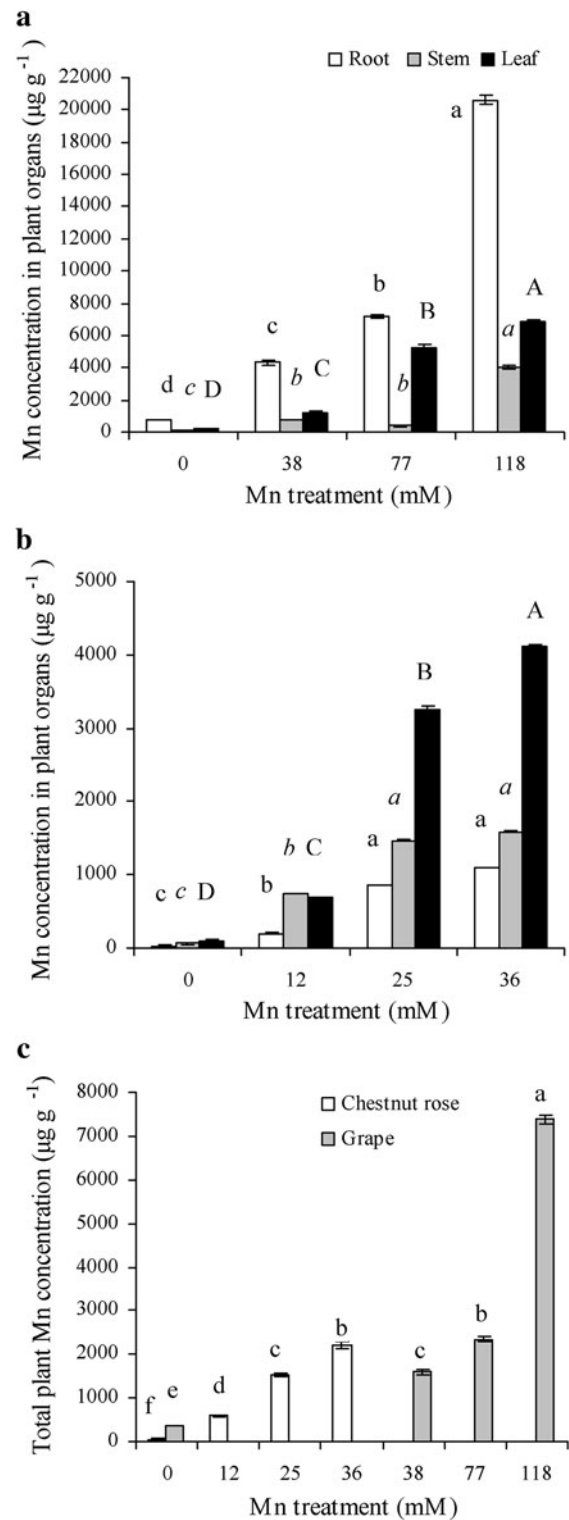 a
Root Stem Leaf
Mn concentration in plant organs (µg g -1)
22000
20000
18000
16000
14000
12000
10000
8000
6000
4000
2000
0
d c D
c b C
b b B
a a A
0 38 77 118
Mn treatment (mM)
b
Mn concentration in plant organs (µg g -1)
5000
4000
3000
2000
1000
0
c c D
b b C
a a B
a a A
0 12 25 36
Mn treatment (mM)
c
Chestnut rose
Grape
Total plant Mn concentration (µg g -1)
8000
7000
6000
5000
4000
3000
2000
1000
0
f e d c b c b a
0 12 25 36 38 77 118
Mn treatment (mM)